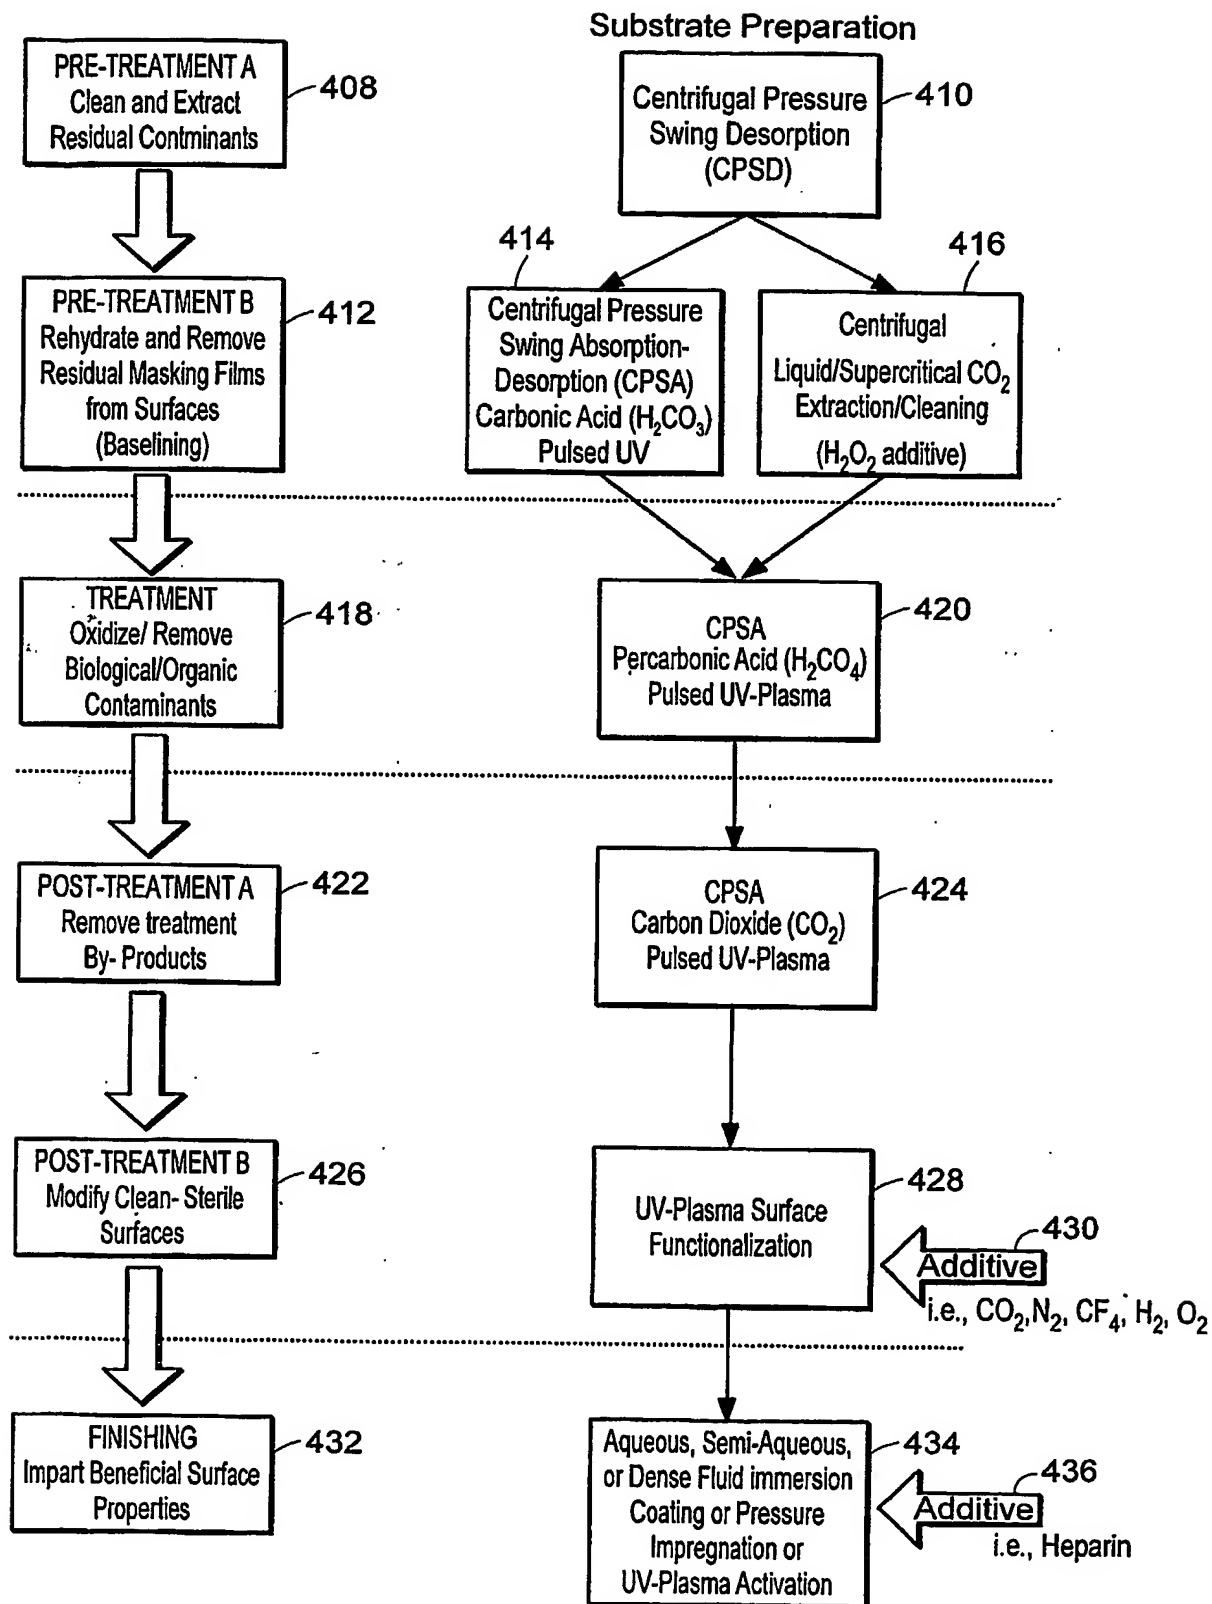 Substrate Preparation
PRE-TREATMENT A
Clean and Extract
Residual Contminants
408
Centrifugal Pressure
Swing Desorption
(CPSD)
410
PRE-TREATMENT B
Rehydrate and Remove
Residual Masking Films
from Surfaces
(Baselining)
412
414
Centrifugal Pressure
Swing Absorption-
Desorption (CPSA)
Carbonic Acid (H₂CO₃)
Pulsed UV
416
Centrifugal
Liquid/Supercritical CO₂
Extraction/Cleaning
(H₂O₂ additive)
TREATMENT
Oxidize/ Remove
Biological/Organic
Contaminants
418
CPSA
Percarbonic Acid (H₂CO₄)
Pulsed UV-Plasma
420
POST-TREATMENT A
Remove treatment
By- Products
422
CPSA
Carbon Dioxide (CO₂)
Pulsed UV-Plasma
424
POST-TREATMENT B
Modify Clean- Sterile
Surfaces
426
UV-Plasma Surface
Functionalization
428
430
Additive
i.e., CO₂,N₂, CF₄, H₂, O₂
FINISHING
Impart Beneficial Surface
Properties
432
Aqueous, Semi-Aqueous,
or Dense Fluid immersion
Coating or Pressure
Impregnation or
UV-Plasma Activation
434
436
Additive
i.e., Heparin